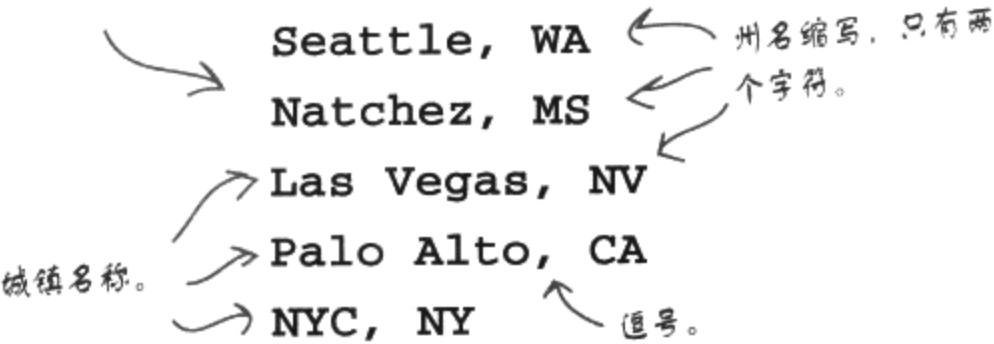 Seattle, WA
州名缩写，只有两
个字符。
Natchez, MS
Las Vegas, NV
Palo Alto, CA
城镇名称。
NYC, NY
逗号。